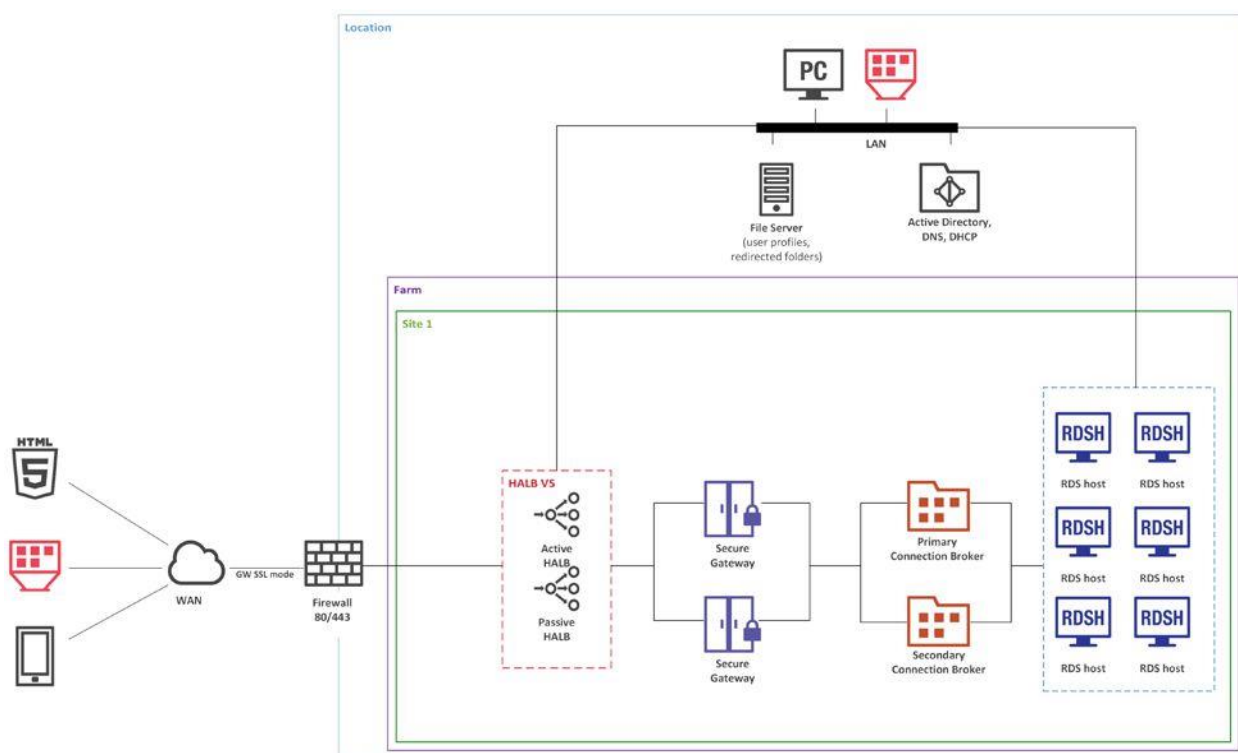 Location
PC
LAN
File Server
(user profiles,
redirected folders)
Active Directory,
DNS, DHCP
Farm
Site 1
HTML
5
WAN
GW SSL mode
Firewall
80/443
HALB VS
Active
HALB
Passive
HALB
Secure
Gateway
Secure
Gateway
Primary
Connection Broker
Secondary
Connection Broker
RDSH
RDSH
RDS host
RDS host
RDSH
RDSH
RDS host
RDS host
RDSH
RDSH
RDS host
RDS host